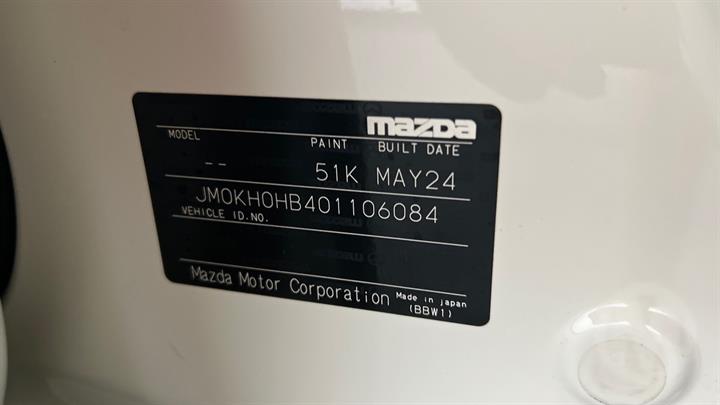 mazda
MODEL PAINT BUILT DATE
-- 51K MAY24
JM0KH0HB401106084
VEHICLE ID.NO.
Mazda Motor Corporation Made in japan
(BBW1)